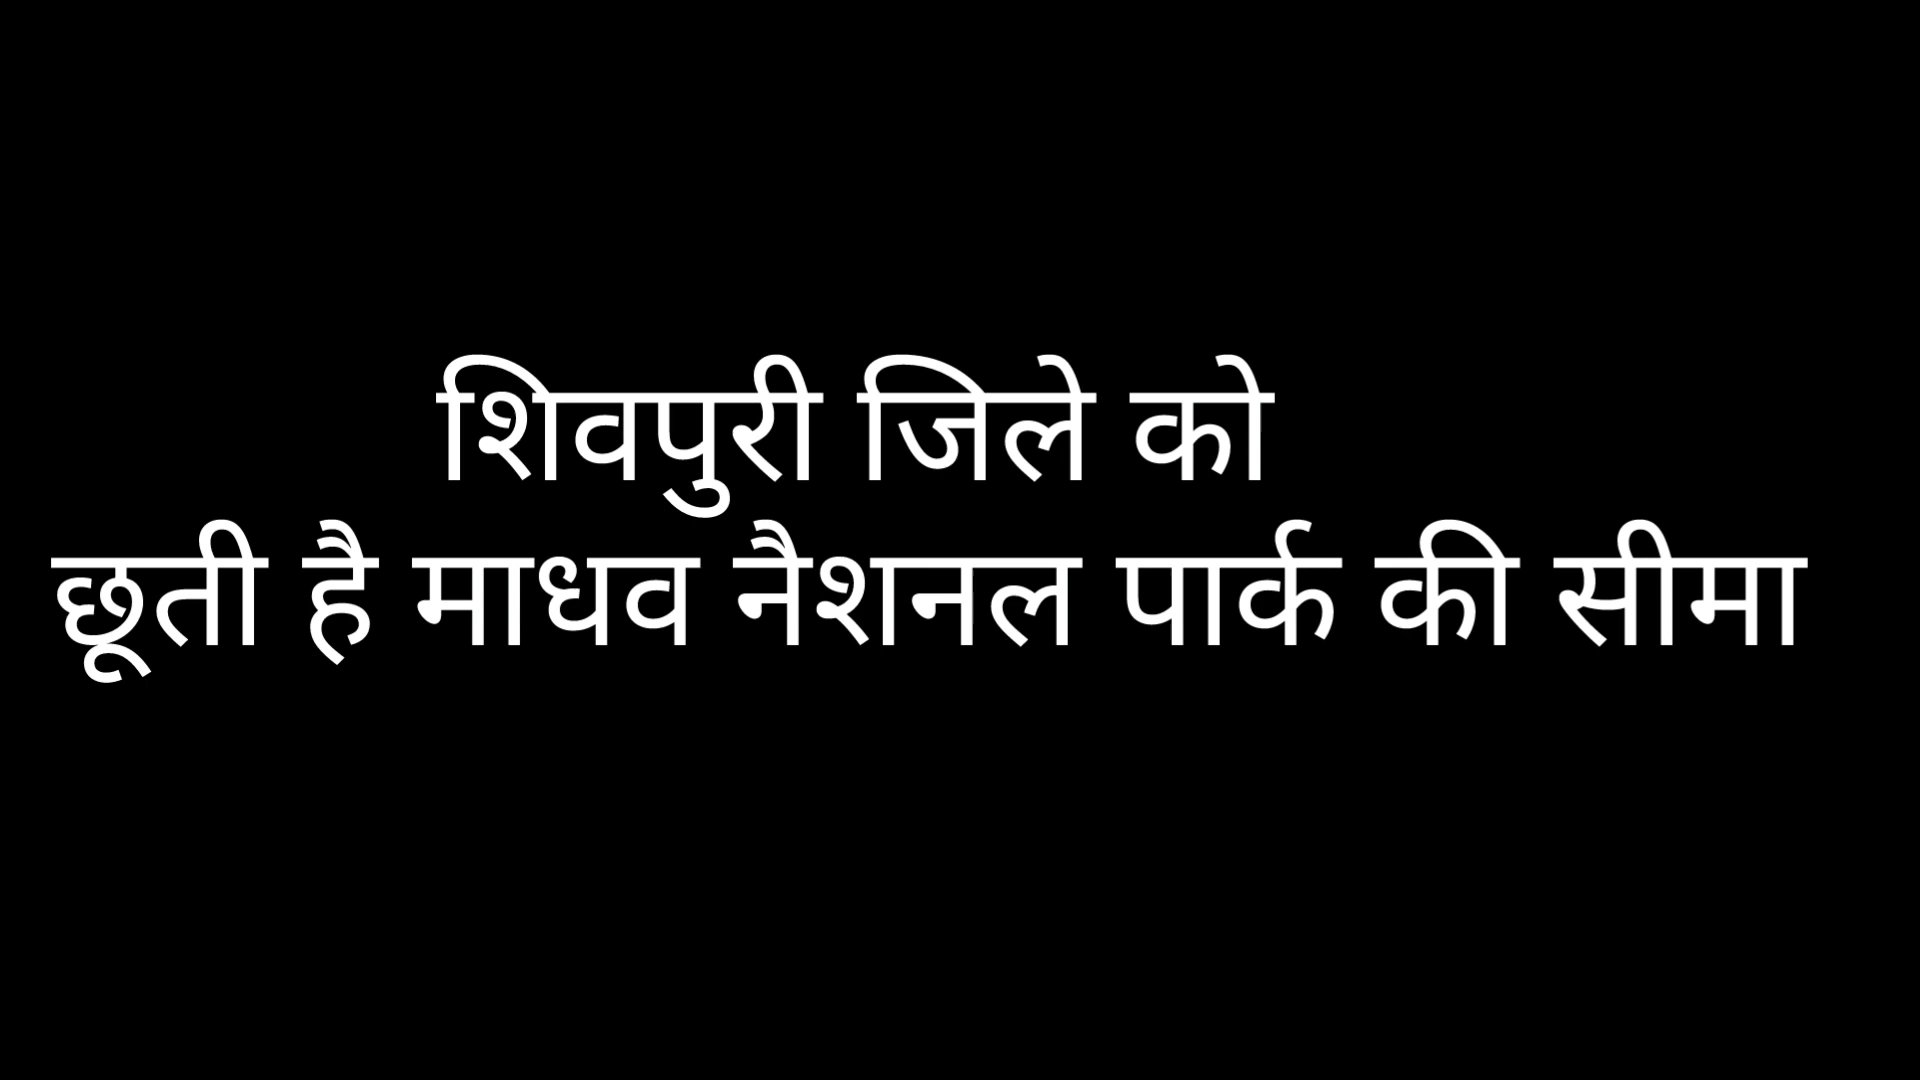 शिवपुरी जिले को
छूती है माधव नैशनल पार्क की सीमा